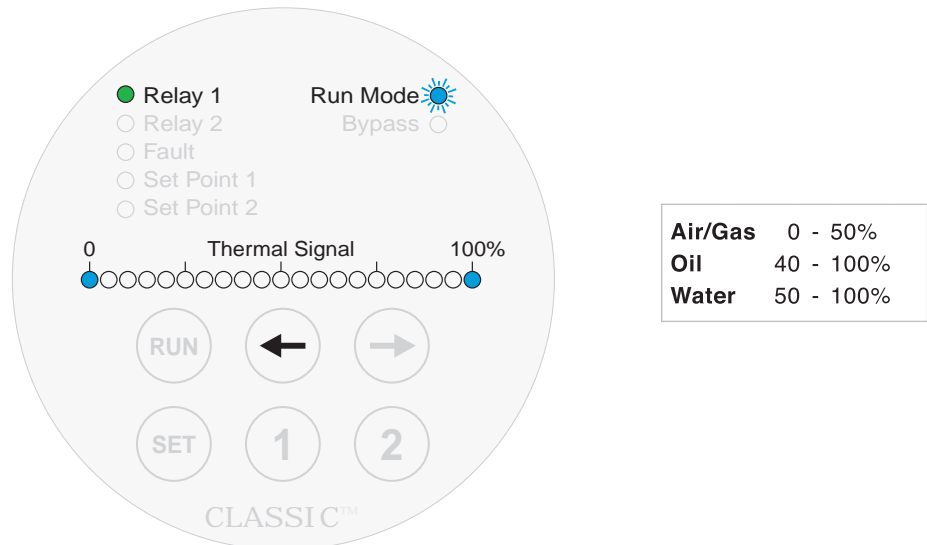 Relay 1
Run Mode
Relay 2
Bypass
Fault
Set Point 1
Set Point 2
0
Thermal Signal
100%
RUN
SET
1
2
CLASSIC™
Air/Gas 0 - 50%
Oil 40 - 100%
Water 50 - 100%